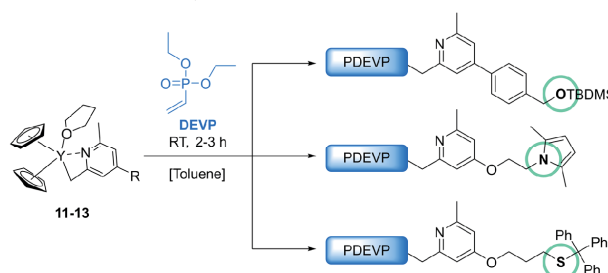 DEVP
RT. 2-3 h
[Toluene]
O
O
P
O
Y
O
N
R
11-13
PDEVP
N
OTBDMS
PDEVP
N
O
N
PDEVP
N
O
S
Ph
Ph
Ph